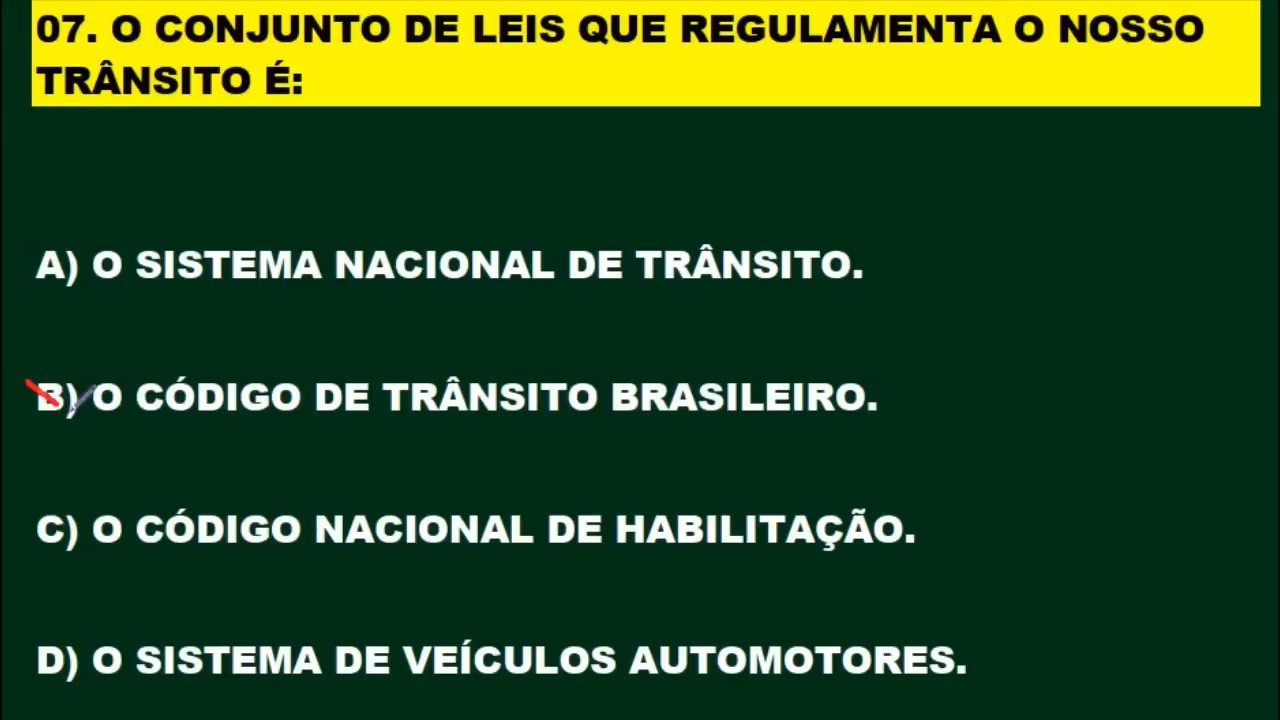 07. O CONJUNTO DE LEIS QUE REGULAMENTA O NOSSO
TRÂNSITO É:
A) O SISTEMA NACIONAL DE TRÂNSITO.
B) O CÓDIGO DE TRÂNSITO BRASILEIRO.
C) O CÓDIGO NACIONAL DE HABILITAÇÃO.
D) O SISTEMA DE VEÍCULOS AUTOMOTORES.